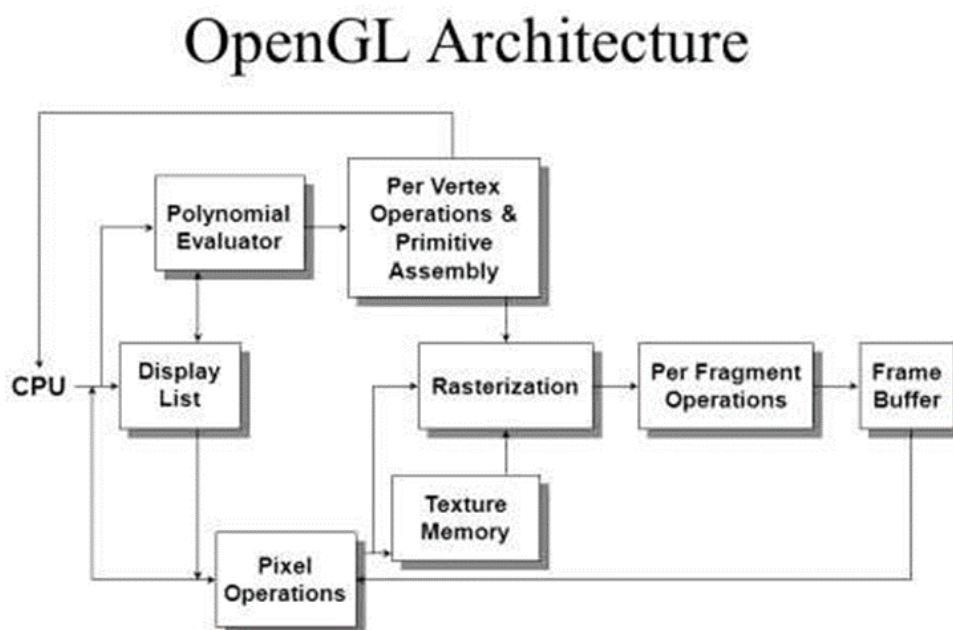 OpenGL Architecture
Polynomial
Evaluator
Per Vertex
Operations &
Primitive
Assembly
CPU
Display
List
Rasterization
Per Fragment
Operations
Frame
Buffer
Texture
Memory
Pixel
Operations